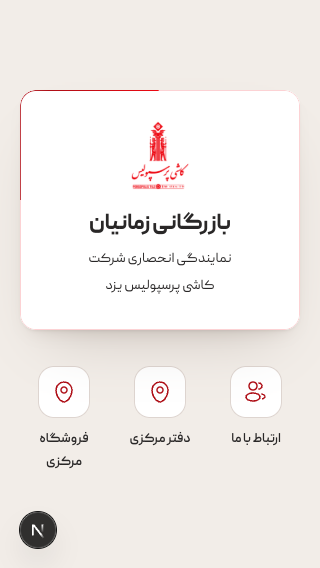 کاشی پرسپولیس
بازرگانی زمانیان
نمایندگی انحصاری شرکت
کاشی پرسپولیس یزد
ارتباط با ما
دفتر مرکزی
فروشگاه
مرکزی
N